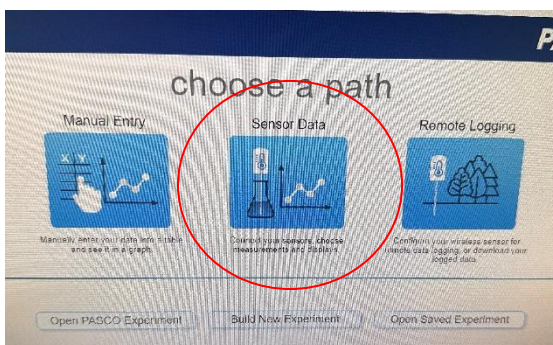 PA
choose a path
Manual Entry
Sensor Data
Remote Logging
X Y
Manually enter your data into a table
and see it in a graph.
Connect your sensors, choose
measurements and displays.
Configure your wireless sensor for
remote data logging, or download your
logged data.
Open PASCO Experiment
Build New Experiment
Open Saved Experiment